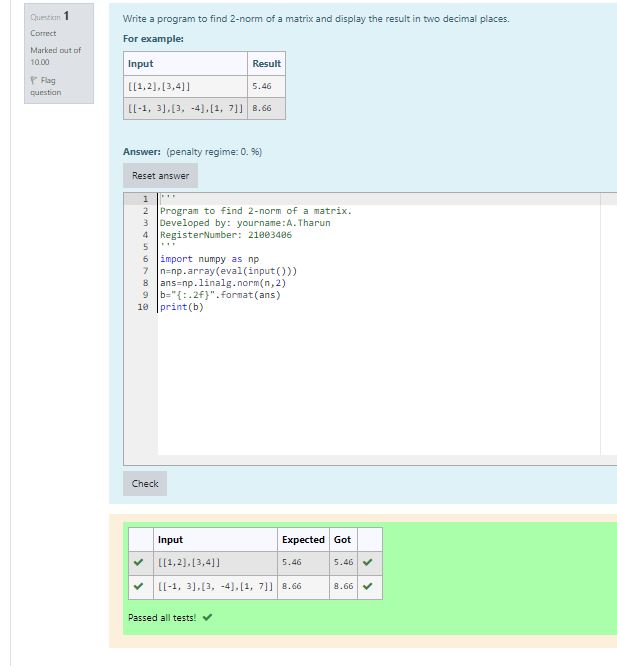 Question 1
Correct
Marked out of
10.00
Flag
question
Write a program to find 2-norm of a matrix and display the result in two decimal places.
For example:
Input Result
[[1,2],[3,4]] 5.46
[[-1, 3],[3, -4],[1, 7]] 8.66
Answer: (penalty regime: 0. %)
Reset answer
1 '''
2 Program to find 2-norm of a matrix.
3 Developed by: yourname:A.Tharun
4 RegisterNumber: 21003406
5 '''
6 import numpy as np
7 n=np.array(eval(input()))
8 ans=np.linalg.norm(n,2)
9 b="{:.2f}".format(ans)
10 print(b)
Check
Input Expected Got
[[1,2],[3,4]] 5.46 5.46
[[-1, 3],[3, -4],[1, 7]] 8.66 8.66
Passed all tests!